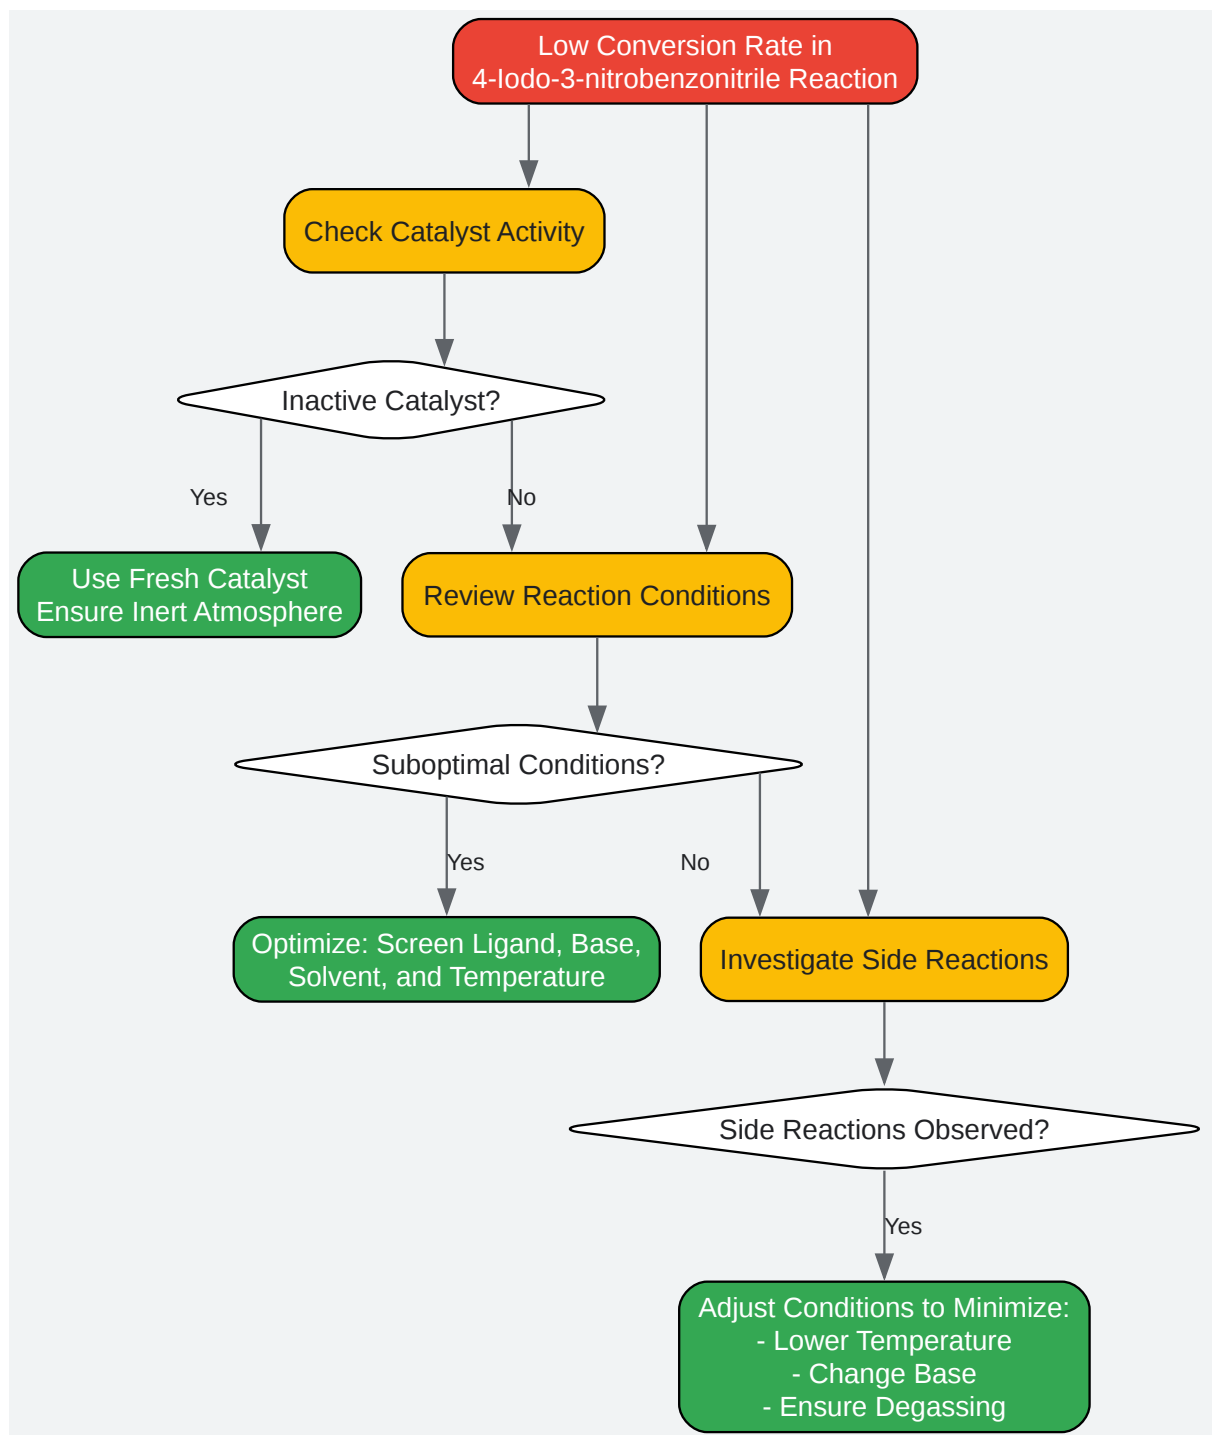 Low Conversion Rate in
4-Iodo-3-nitrobenzonitrile Reaction
Check Catalyst Activity
Inactive Catalyst?
Yes
No
Use Fresh Catalyst
Ensure Inert Atmosphere
Review Reaction Conditions
Suboptimal Conditions?
Yes
No
Optimize: Screen Ligand, Base,
Solvent, and Temperature
Investigate Side Reactions
Side Reactions Observed?
Yes
Adjust Conditions to Minimize:
- Lower Temperature
- Change Base
- Ensure Degassing